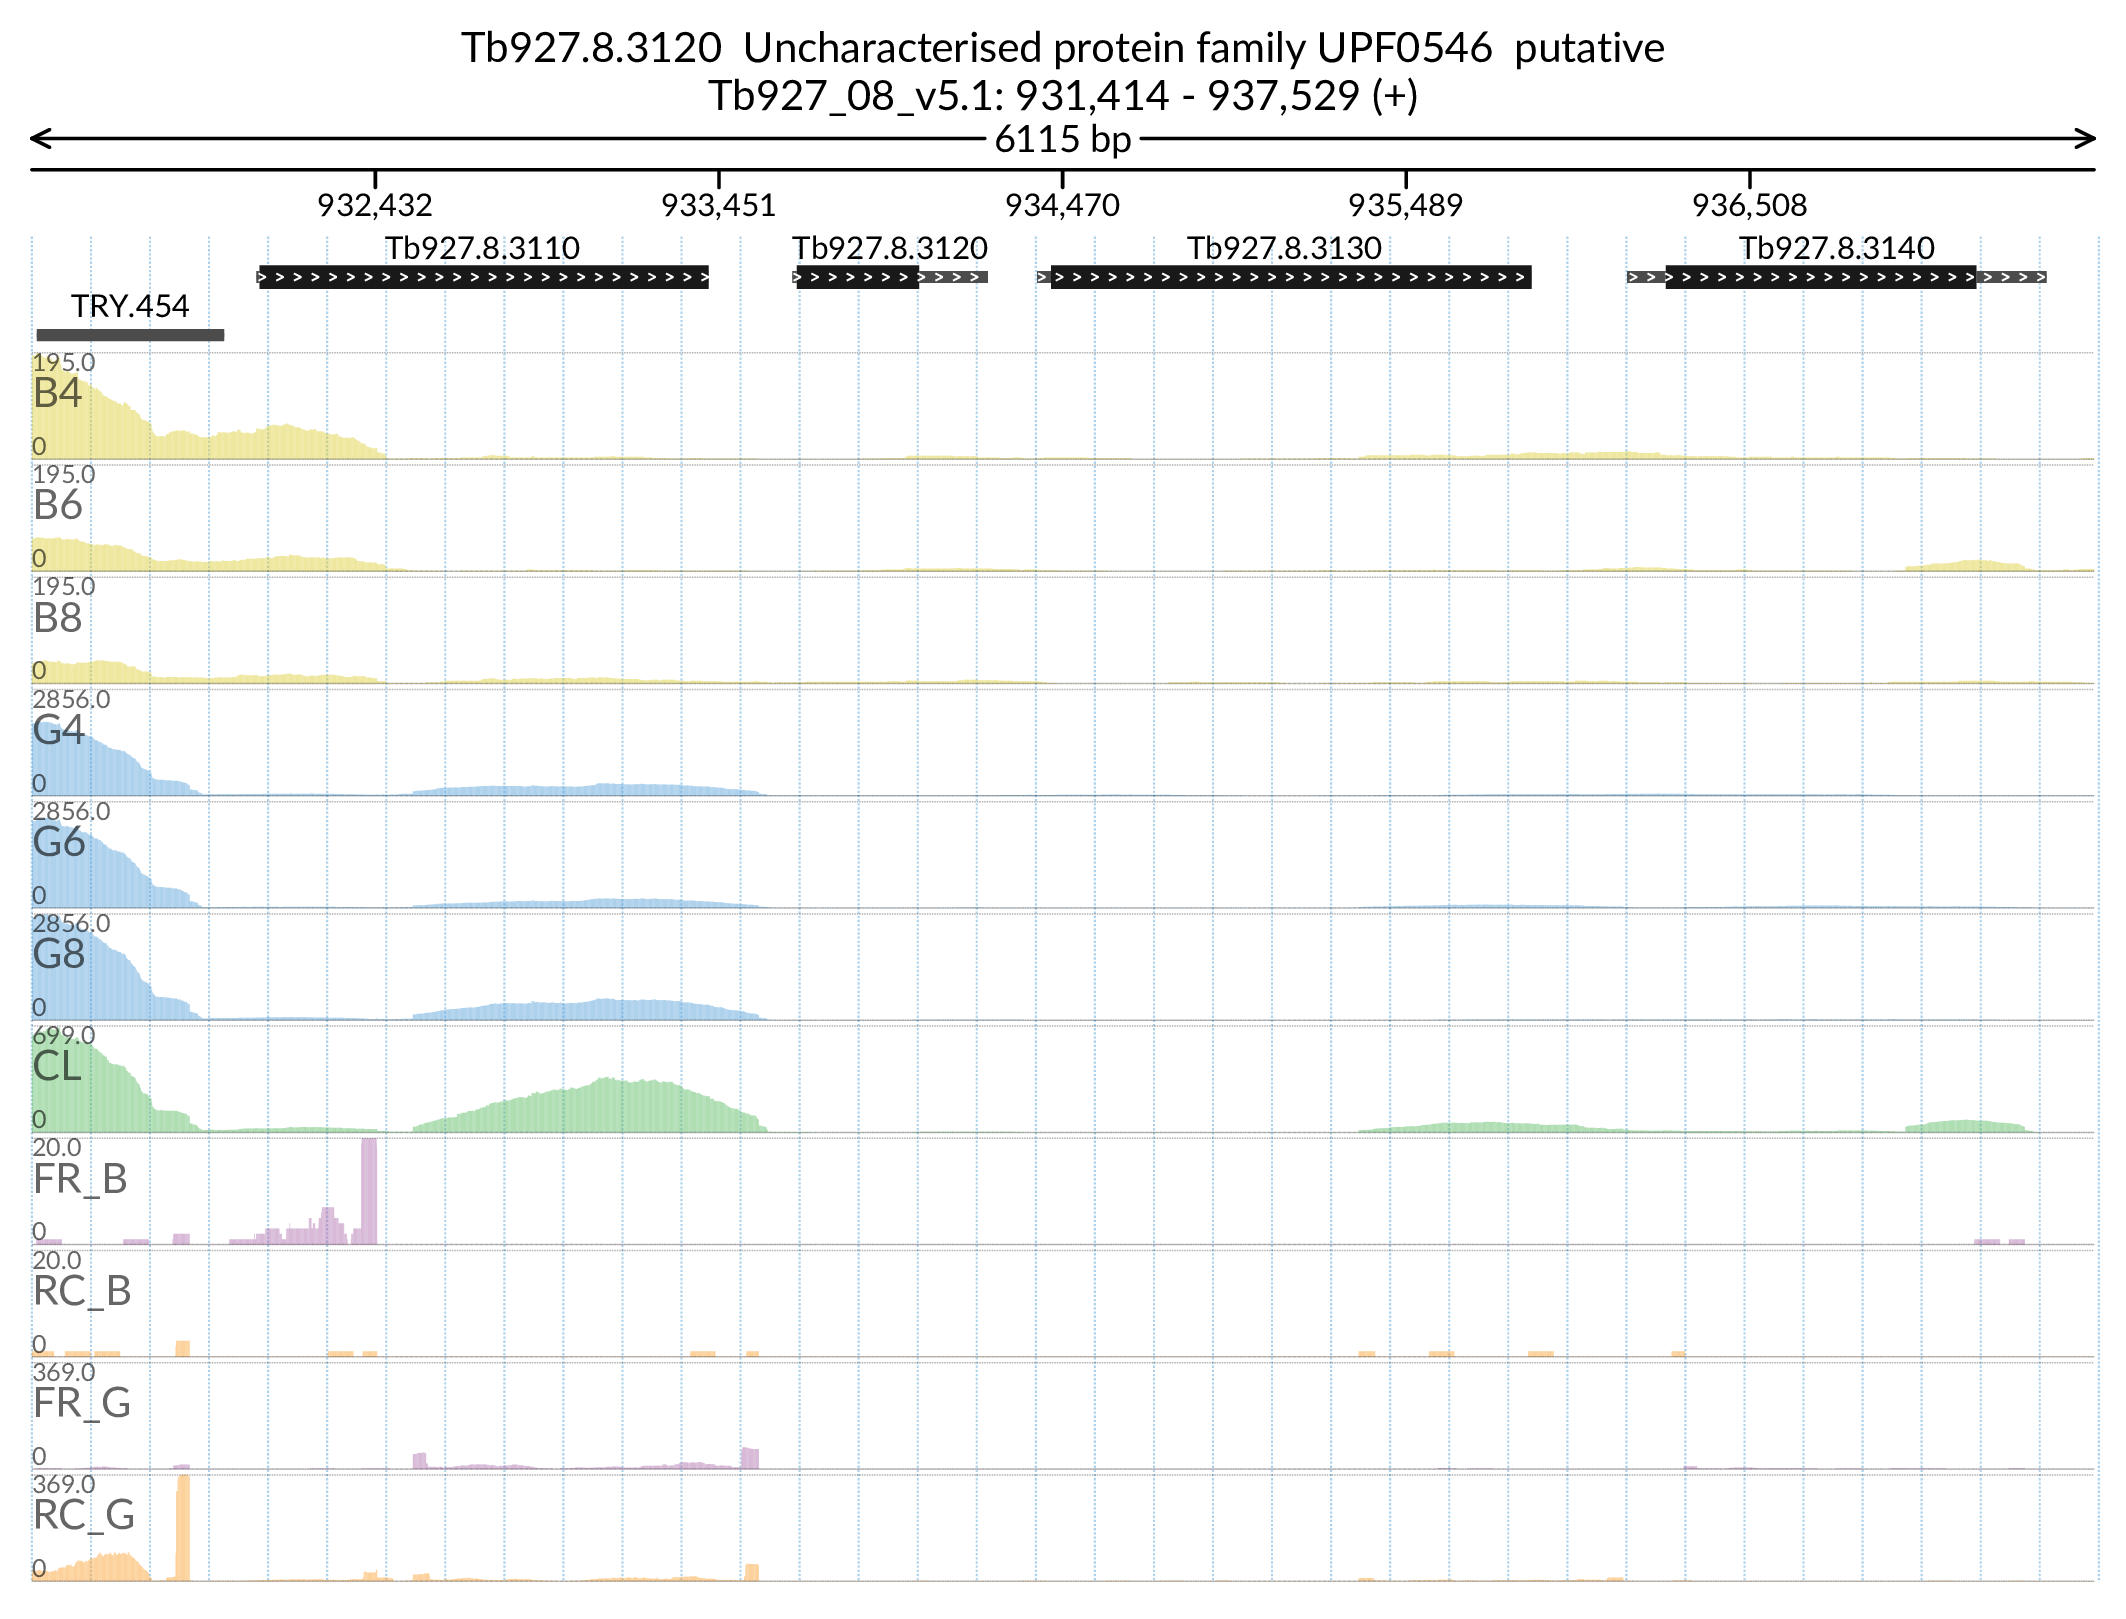 Tb927.8.3120 Uncharacterised protein family UPF0546 putative
Tb927_08_v5.1: 931,414 - 937,529 (+)
6115 bp
932,432 933,451 934,470 935,489 936,508
Tb927.8.3110 Tb927.8.3120 Tb927.8.3130 Tb927.8.3140
TRY.454
195.0
B4
0
195.0
B6
0
195.0
B8
0
2856.0
G4
0
2856.0
G6
0
2856.0
G8
0
699.0
CL
0
20.0
FR_B
0
20.0
RC_B
0
369.0
FR_G
0
369.0
RC_G
0